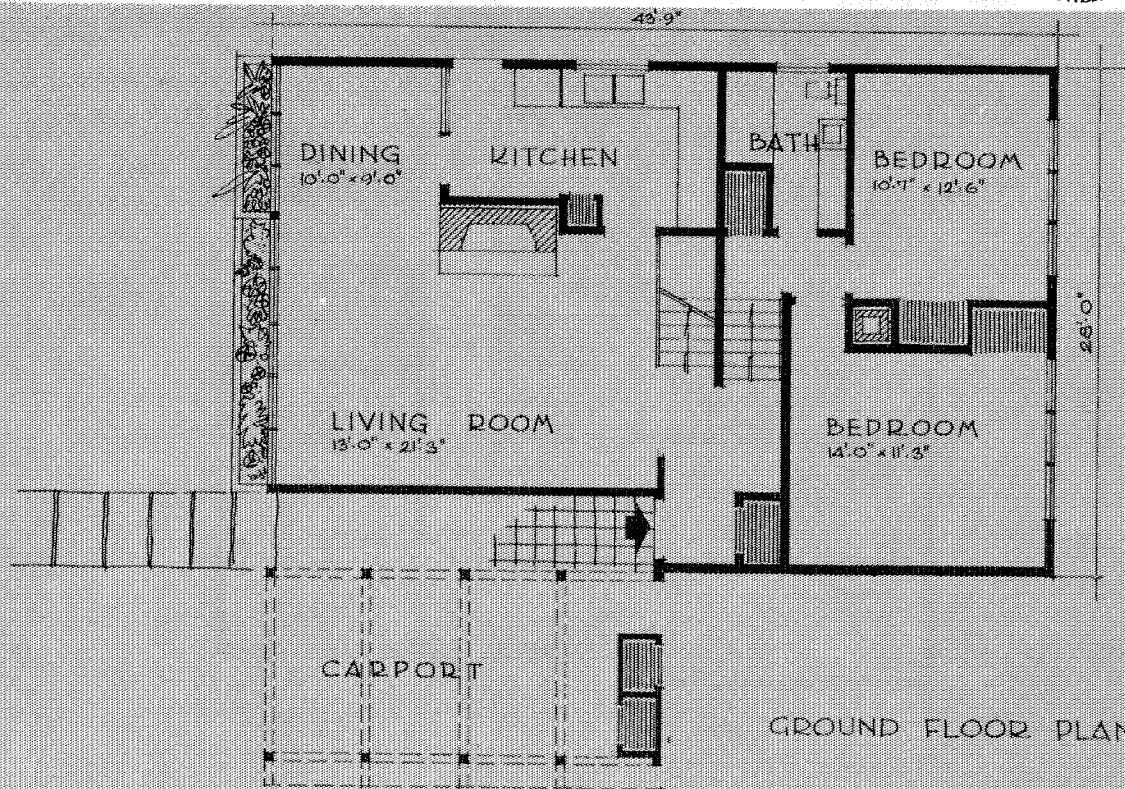 43'-9"
DINING
10'-0" × 9'-0"
KITCHEN
BATH
BEDROOM
10'-7" × 12'-6"
28'-0"
LIVING ROOM
13'-0" × 21'-3"
BEDROOM
14'-0" × 11'-3"
CARPORT
GROUND FLOOR PLAN